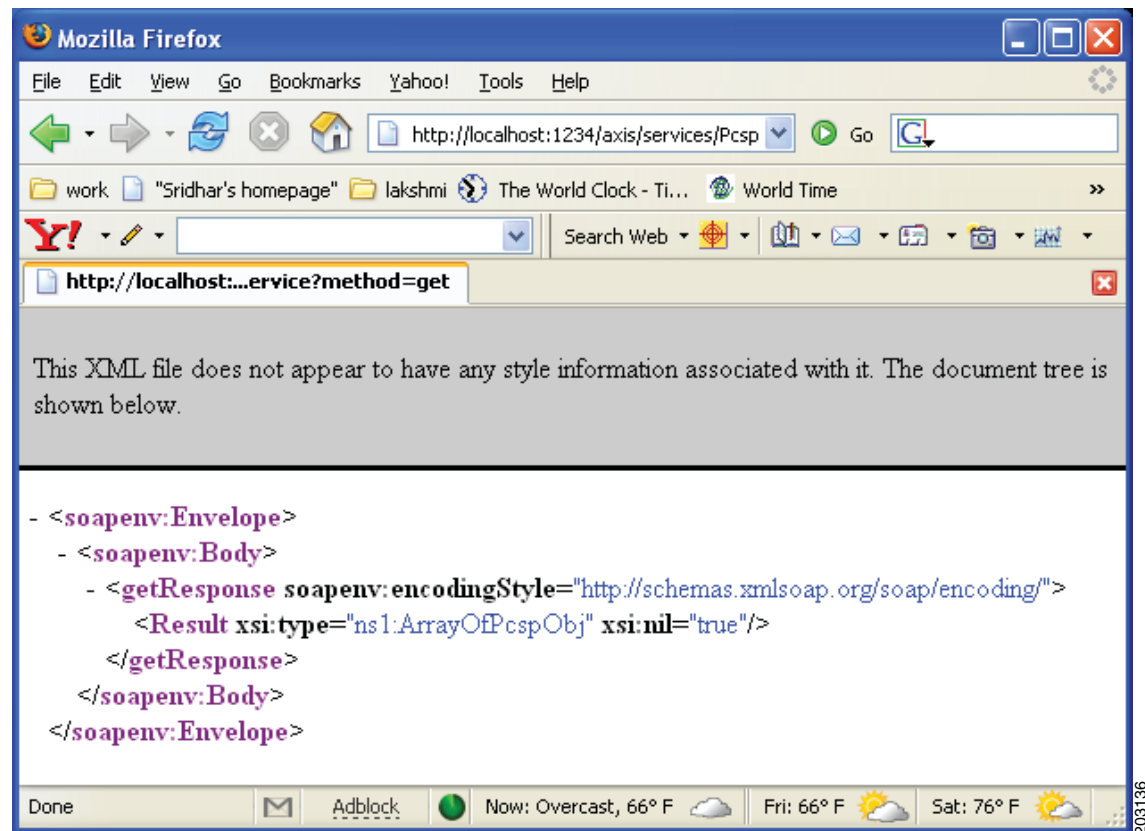 Mozilla Firefox
File Edit View Go Bookmarks Yahoo! Tools Help
http://localhost:1234/axis/services/Pcsp Go G
work "Sridhar's homepage" lakshmi The World Clock - Ti... World Time »
Y! Search Web
http://localhost:...ervice?method=get
This XML file does not appear to have any style information associated with it. The document tree is
shown below.
- <soapenv:Envelope>
- <soapenv:Body>
- <getResponse soapenv:encodingStyle="http://schemas.xmlsoap.org/soap/encoding/">
<Result xsi:type="ns1:ArrayOfPcspObj" xsi:nil="true"/>
</getResponse>
</soapenv:Body>
</soapenv:Envelope>
Done Adblock Now: Overcast, 66° F Fri: 66° F Sat: 76° F